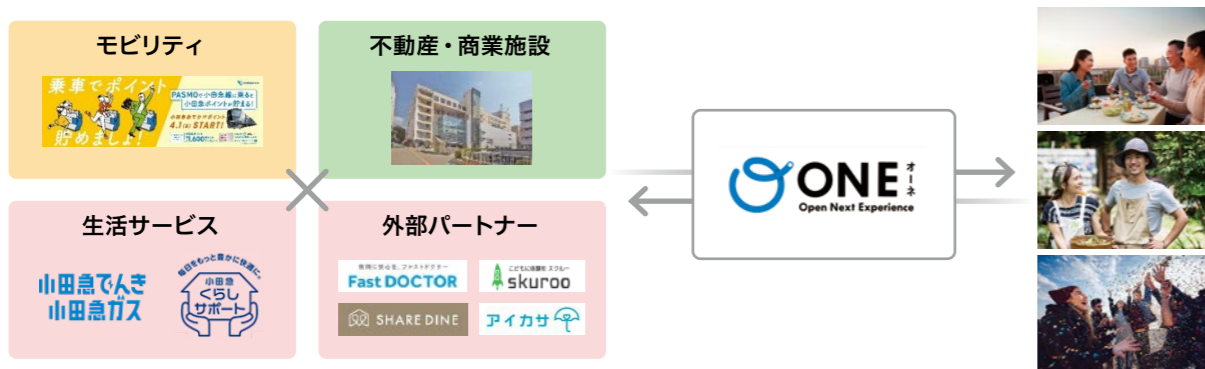 モビリティ
乗車でポイント
貯めましょ!
PASMOで小田急線に乗ると
小田急ポイントが貯まる!
4.1 START!
不動産・商業施設
生活サービス
小田急でんき
小田急ガス
毎日をもっと豊かに快適に。
小田急
くらし
サポート
外部パートナー
Fast DOCTOR
skuroo
SHARE DINE
アイカサ
ONE
オーネ
Open Next Experience